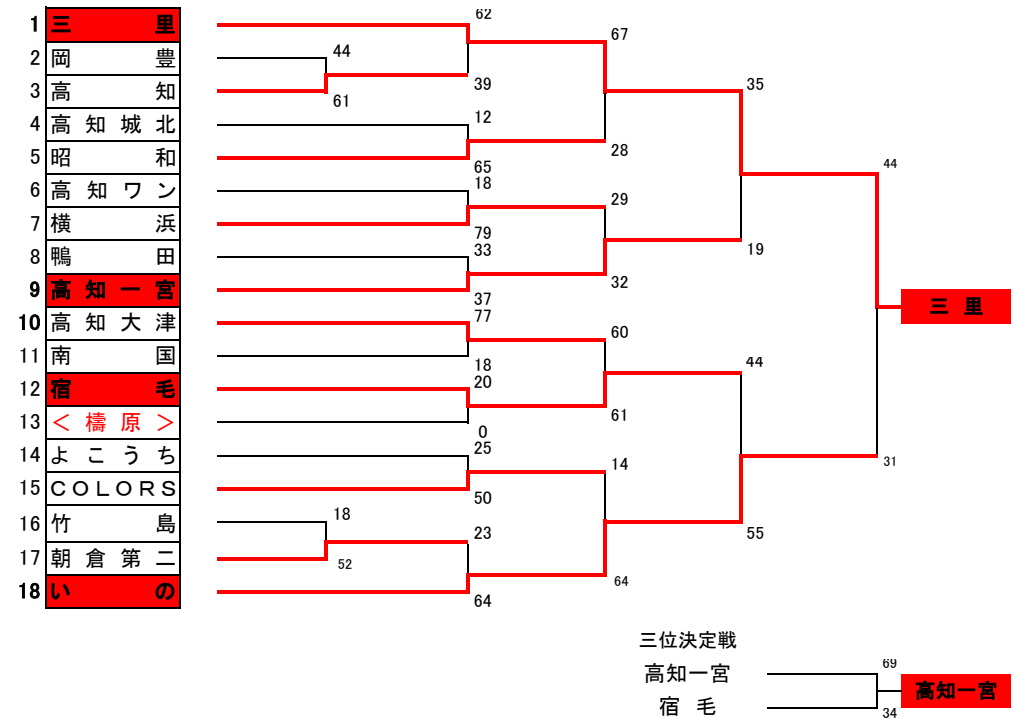 1 三里
2 岡豊
3 高知
4 高知城北
5 昭和
6 高知ワン
7 横浜
8 鴨田
9 高知一宮
10 高知大津
11 南国
12 宿毛
13 ＜檮原＞
14 よこうち
15 ＣＯＬＯＲＳ
16 竹島
17 朝倉第二
18 いの
44
61
18
52
62
39
12
65
18
79
33
37
77
18
20
0
25
50
23
64
67
28
29
32
60
61
14
64
35
19
44
55
44
31
三里
三位決定戦
高知一宮 69
宿毛 34
高知一宮